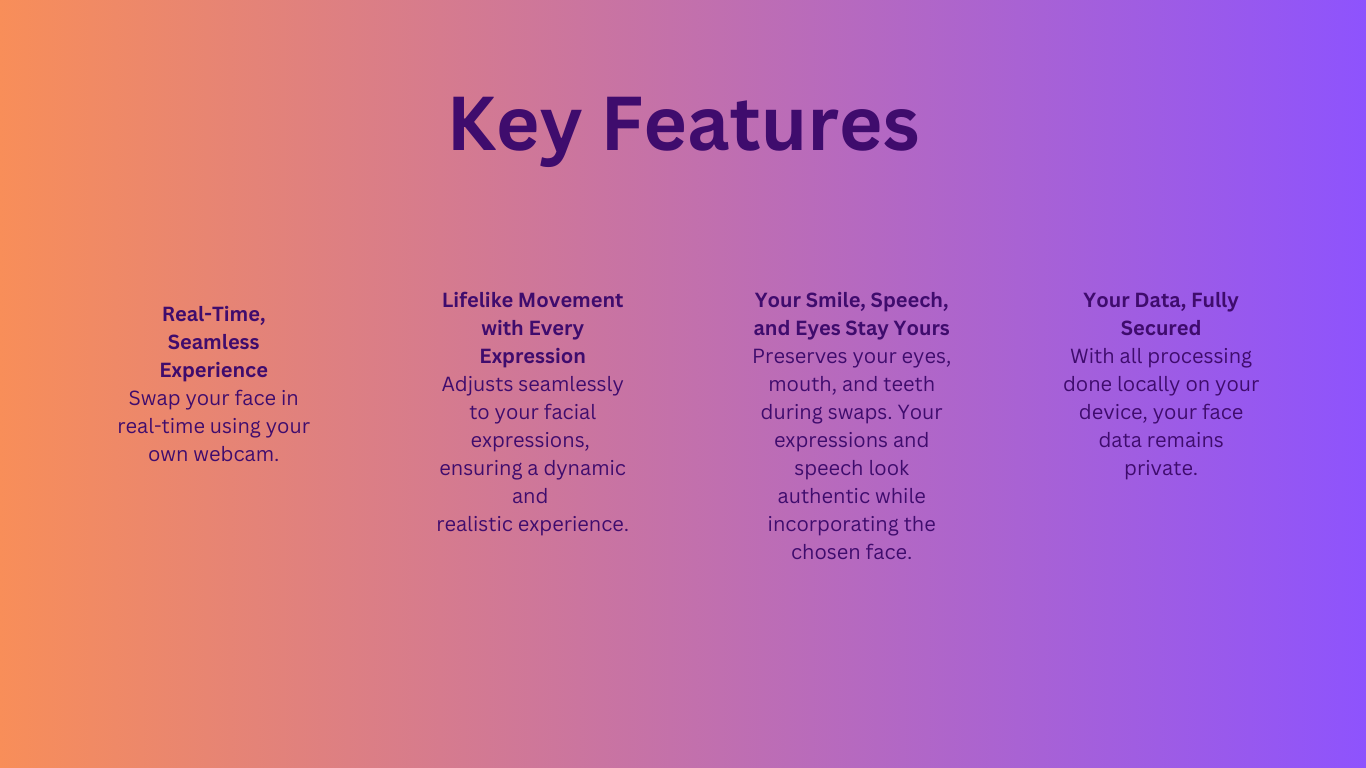 Key Features
Real-Time,
Seamless
Experience
Swap your face in
real-time using your
own webcam.
Lifelike Movement
with Every
Expression
Adjusts seamlessly
to your facial
expressions,
ensuring a dynamic
and
realistic experience.
Your Smile, Speech,
and Eyes Stay Yours
Preserves your eyes,
mouth, and teeth
during swaps. Your
expressions and
speech look
authentic while
incorporating the
chosen face.
Your Data, Fully
Secured
With all processing
done locally on your
device, your face
data remains
private.